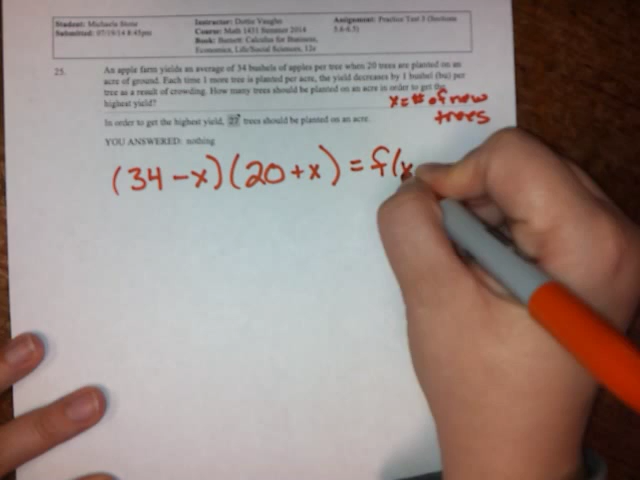 Student: Michaela Stone
Submitted: 07/19/14 8:45pm
Instructor: Dottie Vaughn
Course: Math 1431 Summer 2014
Book: Barnett: Calculus for Business,
Economics, Life/Social Sciences, 12e
Assignment: Practice Test 3 (Sections
5.6-6.5)
25.
An apple farm yields an average of 34 bushels of apples per tree when 20 trees are planted on an
acre of ground. Each time 1 more tree is planted per acre, the yield decreases by 1 bushel (bu) per
tree as a result of crowding. How many trees should be planted on an acre in order to get the
highest yield?
x = # of new
trees
In order to get the highest yield, 27 trees should be planted on an acre.
YOU ANSWERED: nothing
(34-x)(20+x) = f(x